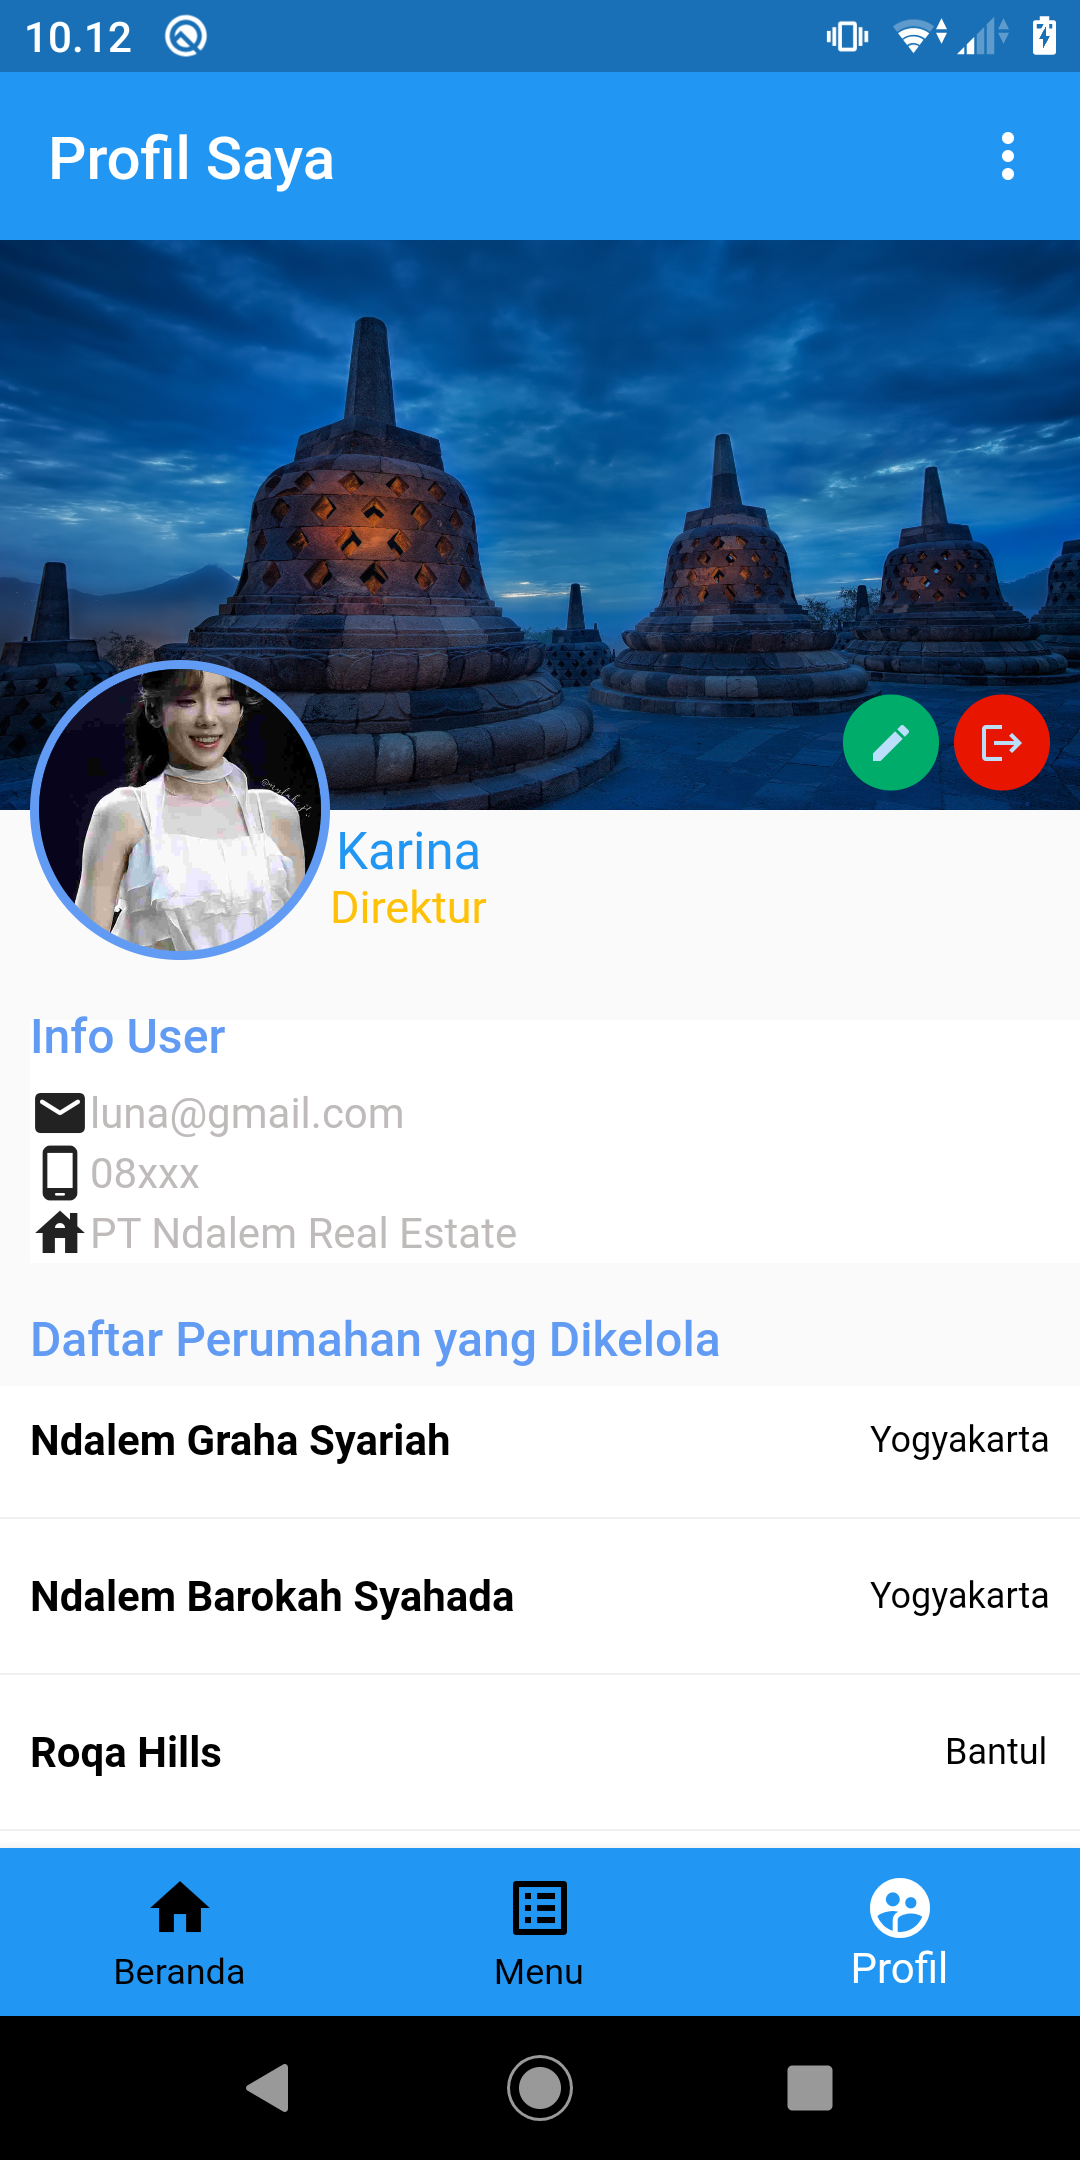 10.12
Profil Saya
Karina
Direktur
Info User
luna@gmail.com
08xxx
PT Ndalem Real Estate
Daftar Perumahan yang Dikelola
Ndalem Graha Syariah Yogyakarta
Ndalem Barokah Syahada Yogyakarta
Roqa Hills Bantul
Beranda Menu Profil